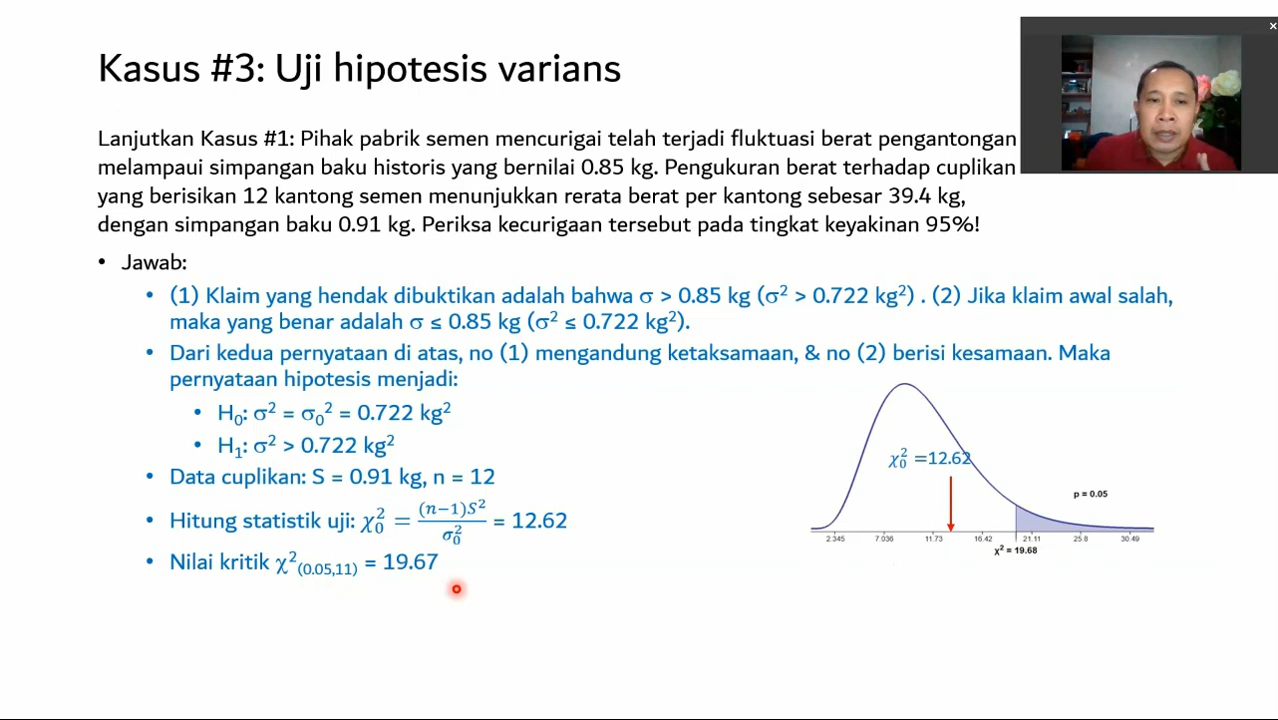 Kasus #3: Uji hipotesis varians
Lanjutkan Kasus #1: Pihak pabrik semen mencurigai telah terjadi fluktuasi berat pengantongan
melampaui simpangan baku historis yang bernilai 0.85 kg. Pengukuran berat terhadap cuplikan
yang berisikan 12 kantong semen menunjukkan rerata berat per kantong sebesar 39.4 kg,
dengan simpangan baku 0.91 kg. Periksa kecurigaan tersebut pada tingkat keyakinan 95%!
• Jawab:
• (1) Klaim yang hendak dibuktikan adalah bahwa σ > 0.85 kg (σ² > 0.722 kg²) . (2) Jika klaim awal salah,
maka yang benar adalah σ ≤ 0.85 kg (σ² ≤ 0.722 kg²).
• Dari kedua pernyataan di atas, no (1) mengandung ketaksamaan, & no (2) berisi kesamaan. Maka
pernyataan hipotesis menjadi:
• H₀: σ² = σ₀² = 0.722 kg²
• H₁: σ² > 0.722 kg²
• Data cuplikan: S = 0.91 kg, n = 12
• Hitung statistik uji: χ₀² = (n−1)S² / σ₀² = 12.62
• Nilai kritik χ²(0.05,11) = 19.67
χ₀² =12.62
p = 0.05
2.345 7.036 11.73 16.42 21.11 25.8 30.49
χ² = 19.68